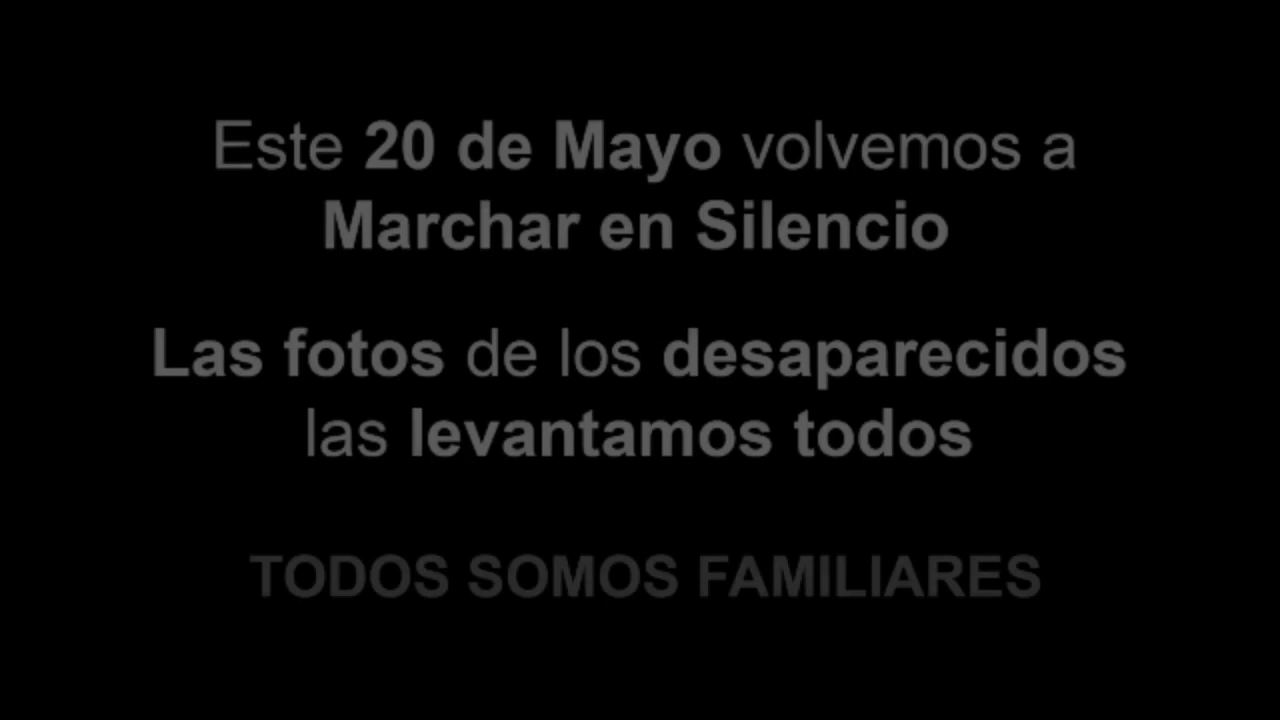 Este 20 de Mayo volvemos a
Marchar en Silencio
Las fotos de los desaparecidos
las levantamos todos
TODOS SOMOS FAMILIARES